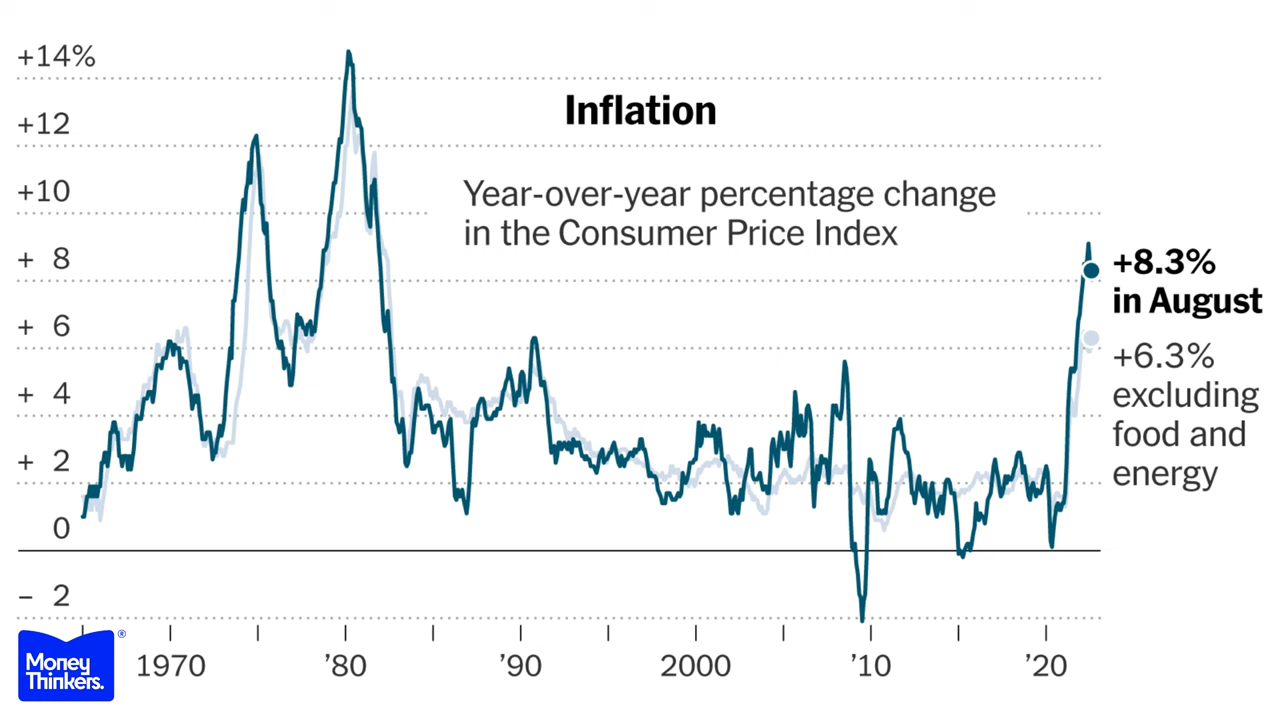 +14%
+12
Inflation
+10
Year-over-year percentage change
in the Consumer Price Index
+ 8
+8.3%
in August
+ 6
+6.3%
excluding
food and
energy
+ 4
+ 2
0
– 2
1970
’80
’90
2000
’10
’20
Money
Thinkers.
®